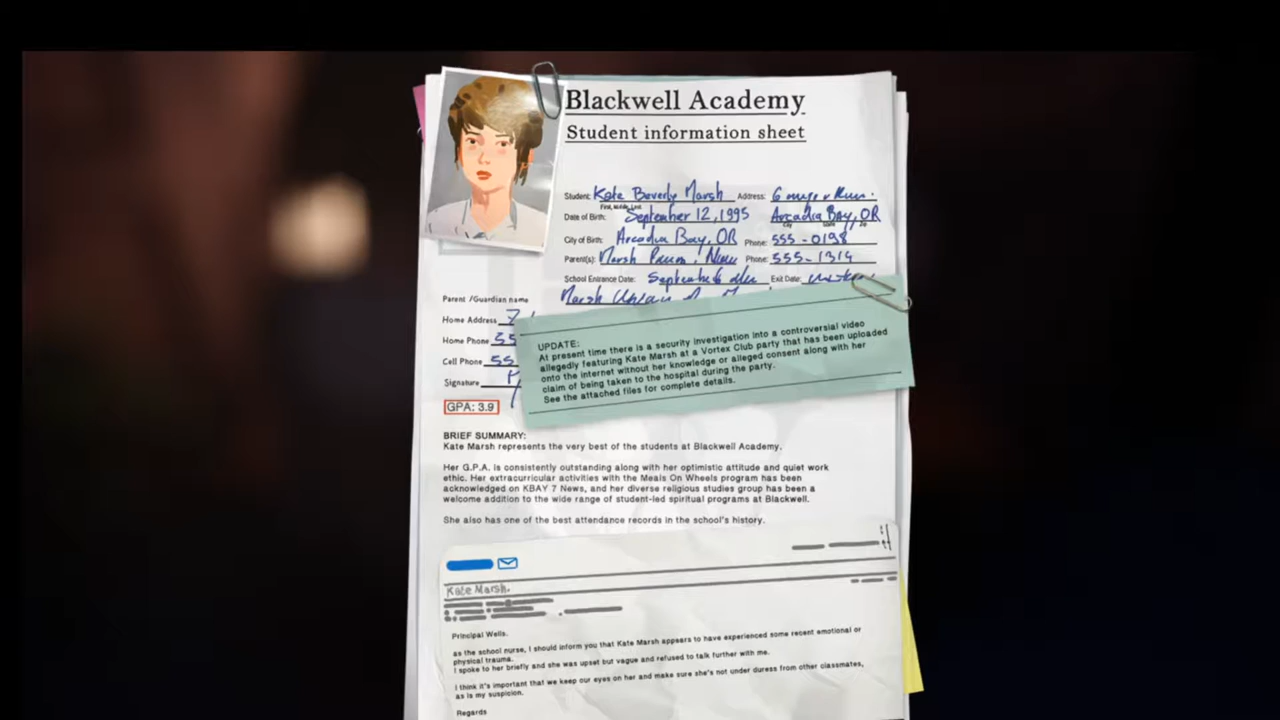 Blackwell Academy
Student information sheet
Student: Kate Beverly Marsh Address:
First, Middle, Last
Date of Birth: September 12, 1995 Arcadia Bay, OR
City
City of Birth: Arcadia Bay, OR Phone: 555-0198
Parent(s): Marsh Phone: 555-1314
School Entrance Date: Exit Date:
Marsh
Parent /Guardian name
Home Address
Home Phone 55
Cell Phone 55
Signature
UPDATE:
At present time there is a security investigation into a controversial video
allegedly featuring Kate Marsh at a Vortex Club party that has been uploaded
onto the internet without her knowledge or alleged consent along with her
claim of being taken to the hospital during the party.
See the attached files for complete details.
GPA: 3.9
BRIEF SUMMARY:
Kate Marsh represents the very best of the students at Blackwell Academy.
Her G.P.A. is consistently outstanding along with her optimistic attitude and quiet work
ethic. Her extracurricular activities with the Meals On Wheels program has been
acknowledged on KBAY 7 News, and her diverse religious studies group has been a
welcome addition to the wide range of student-led spiritual programs at Blackwell.
She also has one of the best attendance records in the school's history.
Kate Marsh.
Principal Wells.
as the school nurse, I should inform you that Kate Marsh appears to have experienced some recent emotional or
physical trauma.
I spoke to her briefly and she was upset but vague and refused to talk further with me.
I think it's important that we keep our eyes on her and make sure she's not under duress from other classmates,
as is my suspicion.
Regards